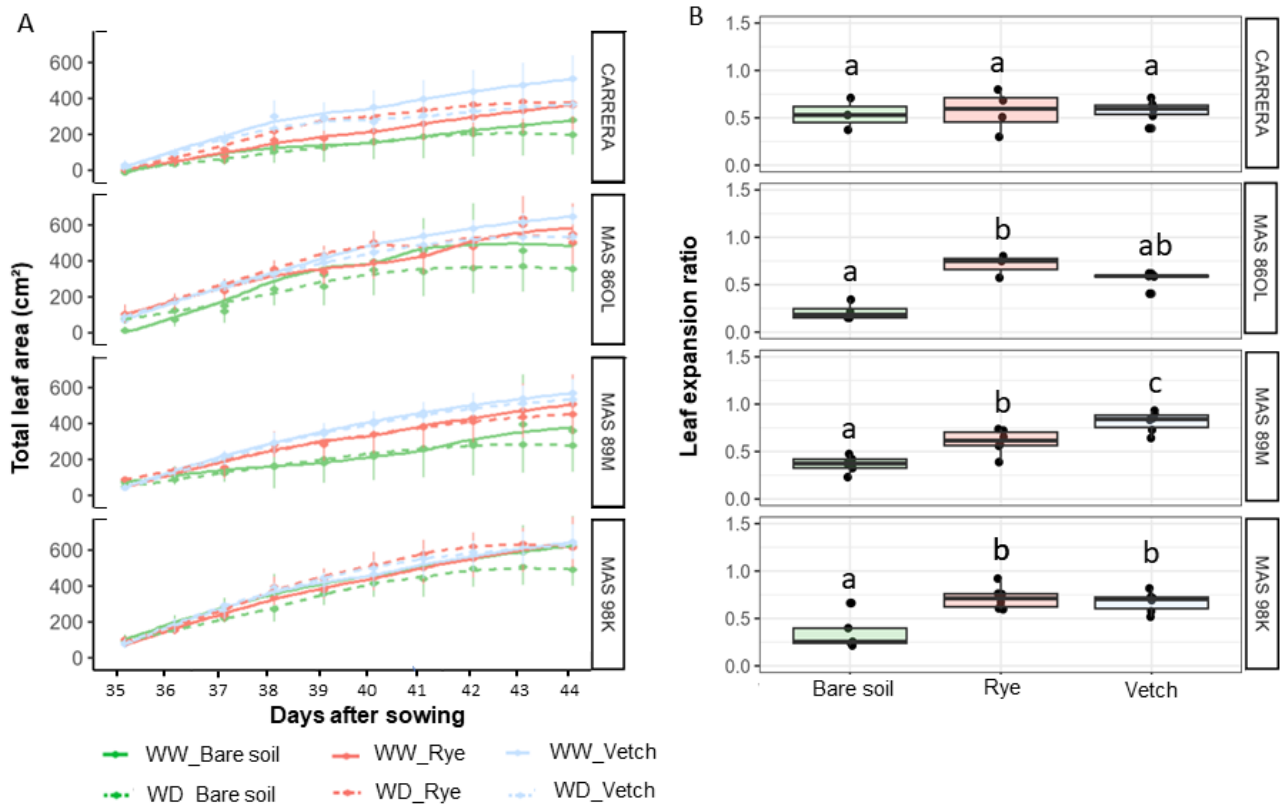 A
Total leaf area (cm²)
600
400
200
0
CARRERA
600
400
200
0
MAS 86OL
600
400
200
0
MAS 89M
600
400
200
0
MAS 98K
35 36 37 38 39 40 41 42 43 44
Days after sowing
WW_Bare soil WW_Rye WW_Vetch
WD_Bare soil WD_Rye WD_Vetch
B
Leaf expansion ratio
1.5
1.0
0.5
0.0
a a a
CARRERA
1.5
1.0
0.5
0.0
a b ab
MAS 86OL
1.5
1.0
0.5
0.0
a b c
MAS 89M
1.5
1.0
0.5
0.0
a b b
MAS 98K
Bare soil Rye Vetch